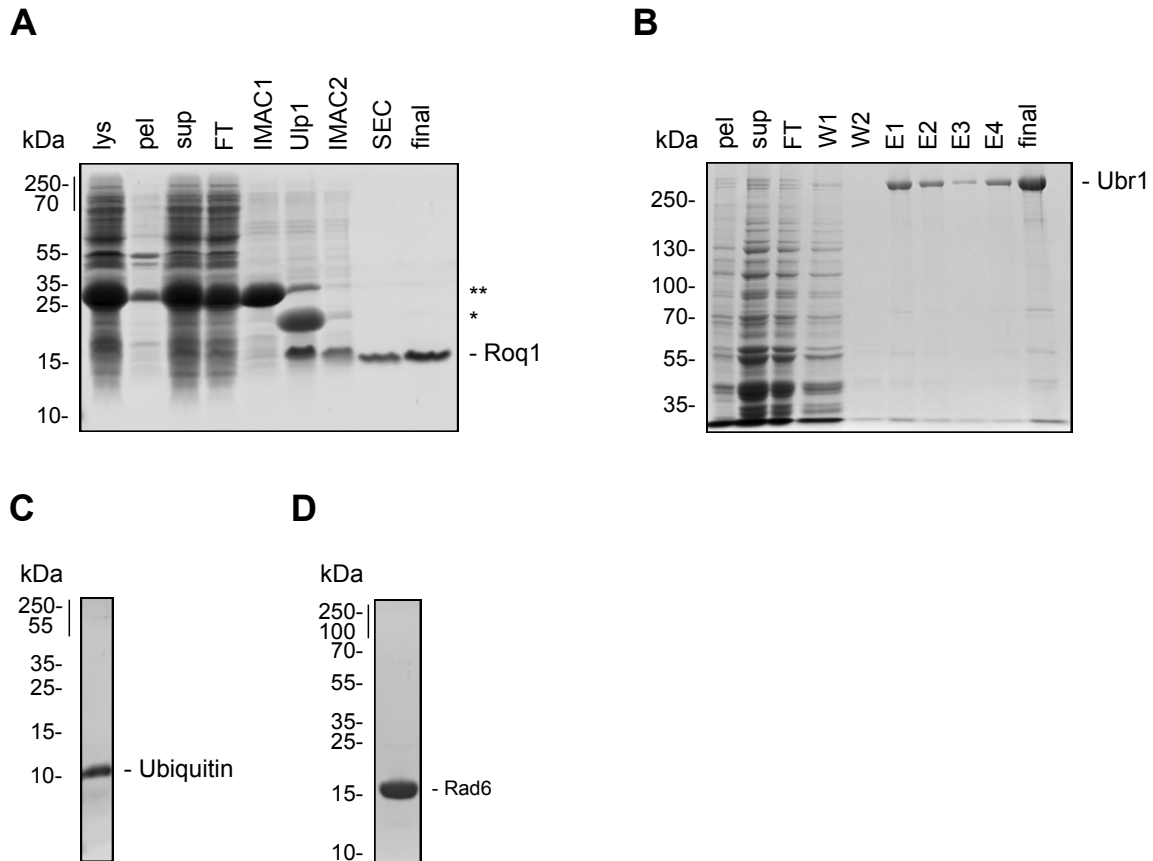 A
kDa
lys
pel
sup
FT
IMAC1
Ulp1
IMAC2
SEC
final
250-
70
55-
35-
25-
15-
10-
**
*
- Roq1
B
kDa
pel
sup
FT
W1
W2
E1
E2
E3
E4
final
250-
130-
100-
70-
55-
35-
- Ubr1
C
kDa
250-
55
35-
25-
15-
10-
- Ubiquitin
D
kDa
250-
100
70-
55-
35-
25-
15-
10-
- Rad6